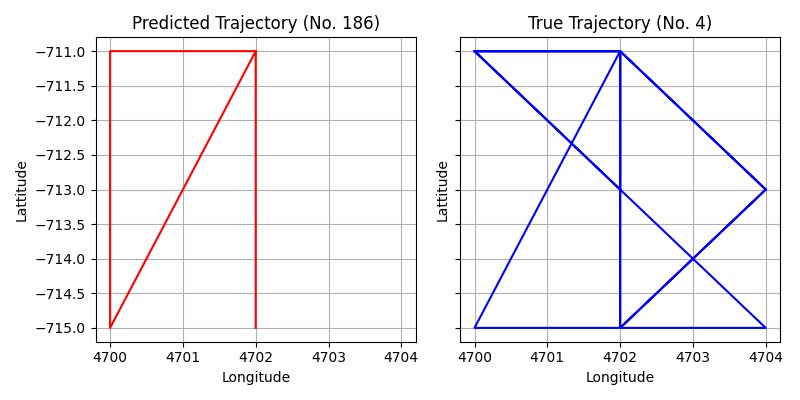 Predicted Trajectory (No. 186)
True Trajectory (No. 4)
−711.0
−711.5
−712.0
−712.5
−713.0
−713.5
−714.0
−714.5
−715.0
Lattitude
Lattitude
4700 4701 4702 4703 4704
4700 4701 4702 4703 4704
Longitude
Longitude